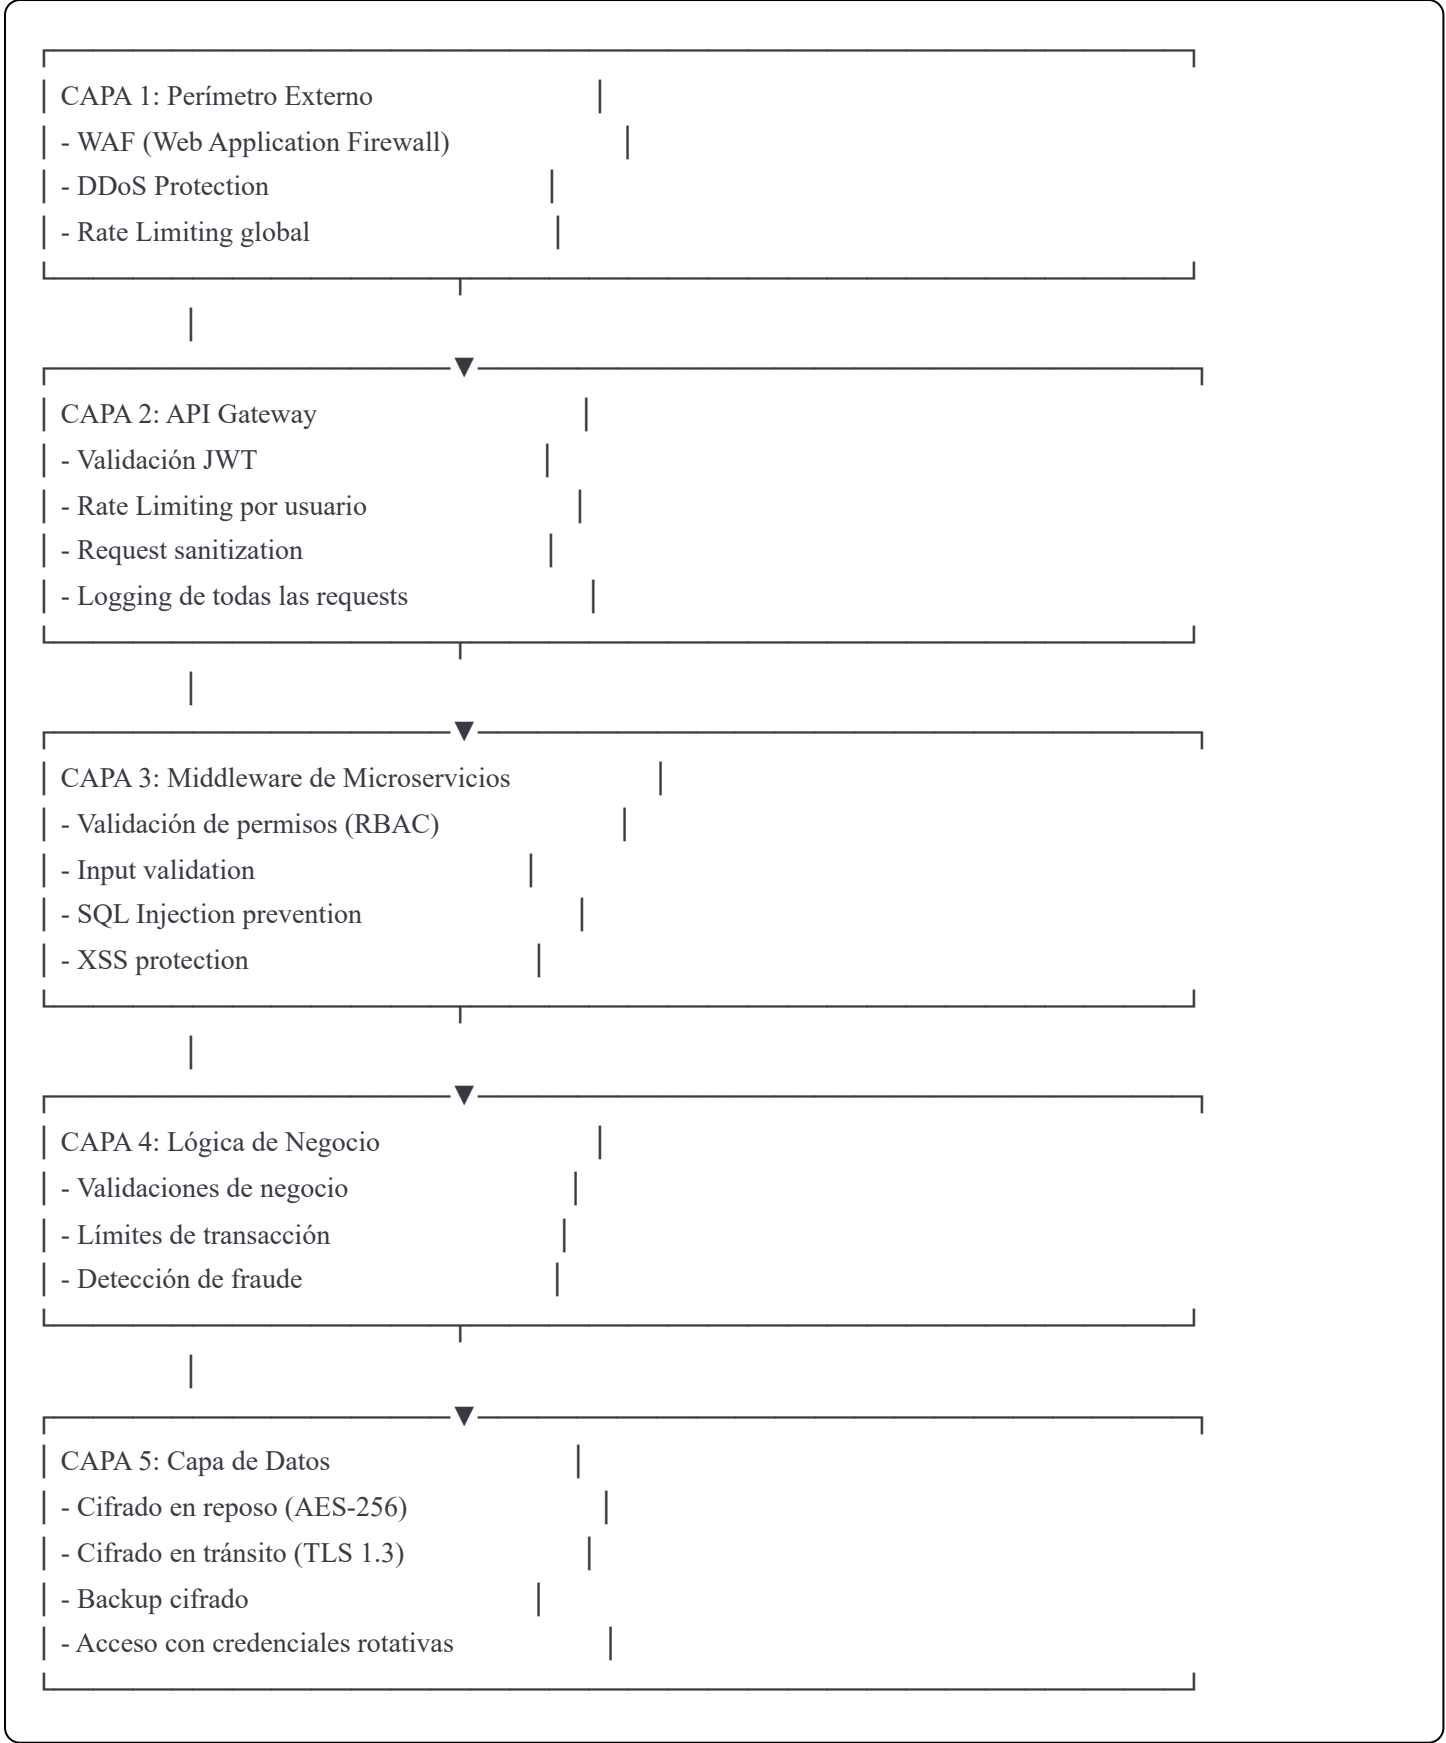 CAPA 1: Perímetro Externo
- WAF (Web Application Firewall)
- DDoS Protection
- Rate Limiting global
CAPA 2: API Gateway
- Validación JWT
- Rate Limiting por usuario
- Request sanitization
- Logging de todas las requests
CAPA 3: Middleware de Microservicios
- Validación de permisos (RBAC)
- Input validation
- SQL Injection prevention
- XSS protection
CAPA 4: Lógica de Negocio
- Validaciones de negocio
- Límites de transacción
- Detección de fraude
CAPA 5: Capa de Datos
- Cifrado en reposo (AES-256)
- Cifrado en tránsito (TLS 1.3)
- Backup cifrado
- Acceso con credenciales rotativas